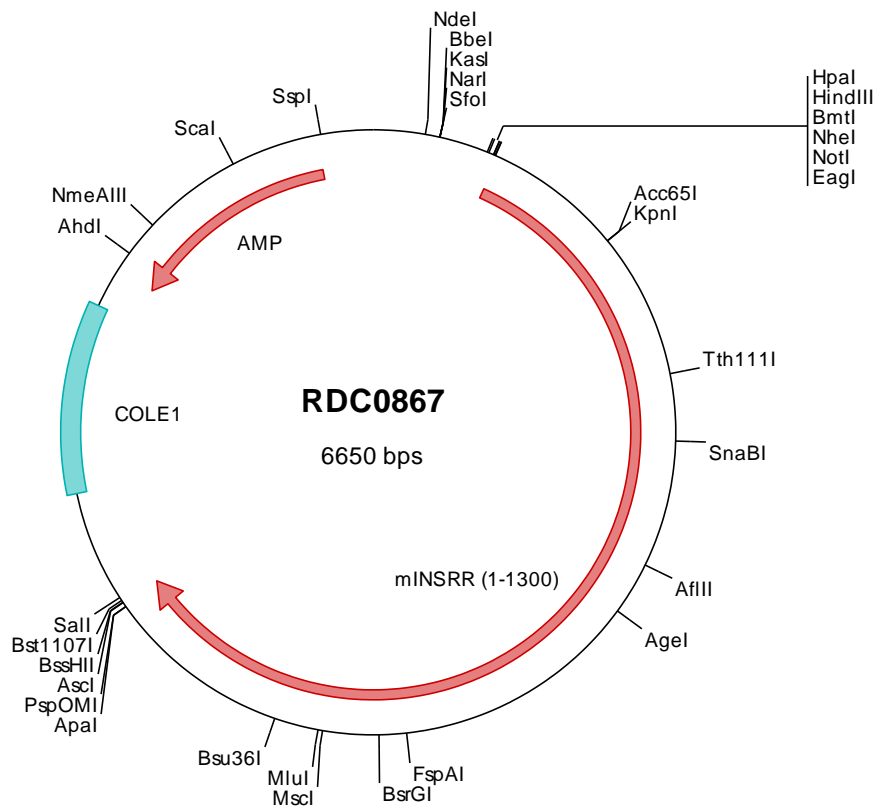 NdeI
BbeI
KasI
NarI
SfoI
SspI
ScaI
NmeAIII
AhdI
HpaI
HindIII
BmtI
NheI
NotI
EagI
Acc65I
KpnI
AMP
Tth111I
RDC0867
COLE1
6650 bps
SnaBI
mINSRR (1-1300)
AflII
AgeI
SalI
Bst1107I
BssHII
AscI
PspOMI
ApaI
Bsu36I
MluI
MscI
FspAI
BsrGI